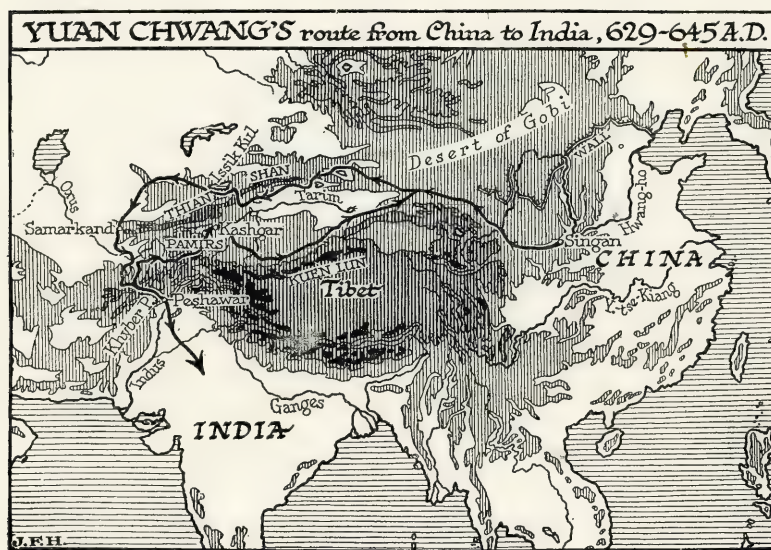 YUAN CHWANG'S route from China to India, 629-645 A.D.
Desert of Gobi
WALL
Issik-Kul
THIAN SHAN
Oxus
Tarim
Samarkand
Kashgar
PAMIRS
Hwang-ho
Singan
CHINA
KUEN LUN
Tibet
Peshawar
tse-Kiang
Khyber P.
Indus
Ganges
INDIA
J.F.H.